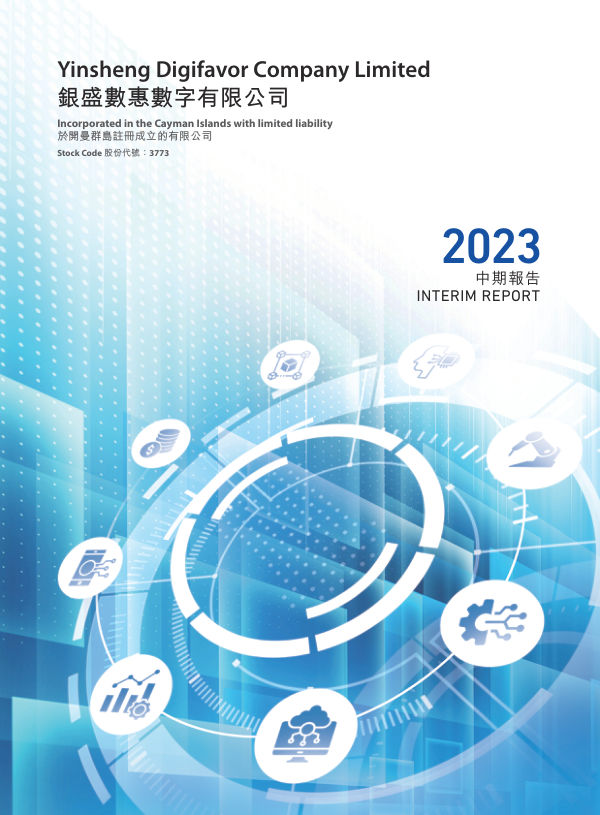 Yinsheng Digifavor Company Limited
銀盛數惠數字有限公司
Incorporated in the Cayman Islands with limited liability
於開曼群島註冊成立的有限公司
Stock Code 股份代號：3773
2023
中期報告
INTERIM REPORT